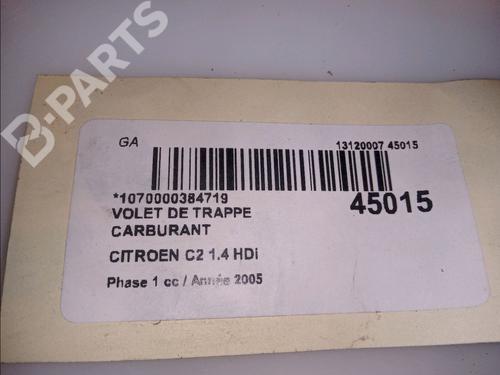 B-PARTS
GA
13120007 45015
*1070000384719
45015
VOLET DE TRAPPE
CARBURANT
CITROEN C2 1.4 HDi
Phase 1 cc / Année 2005